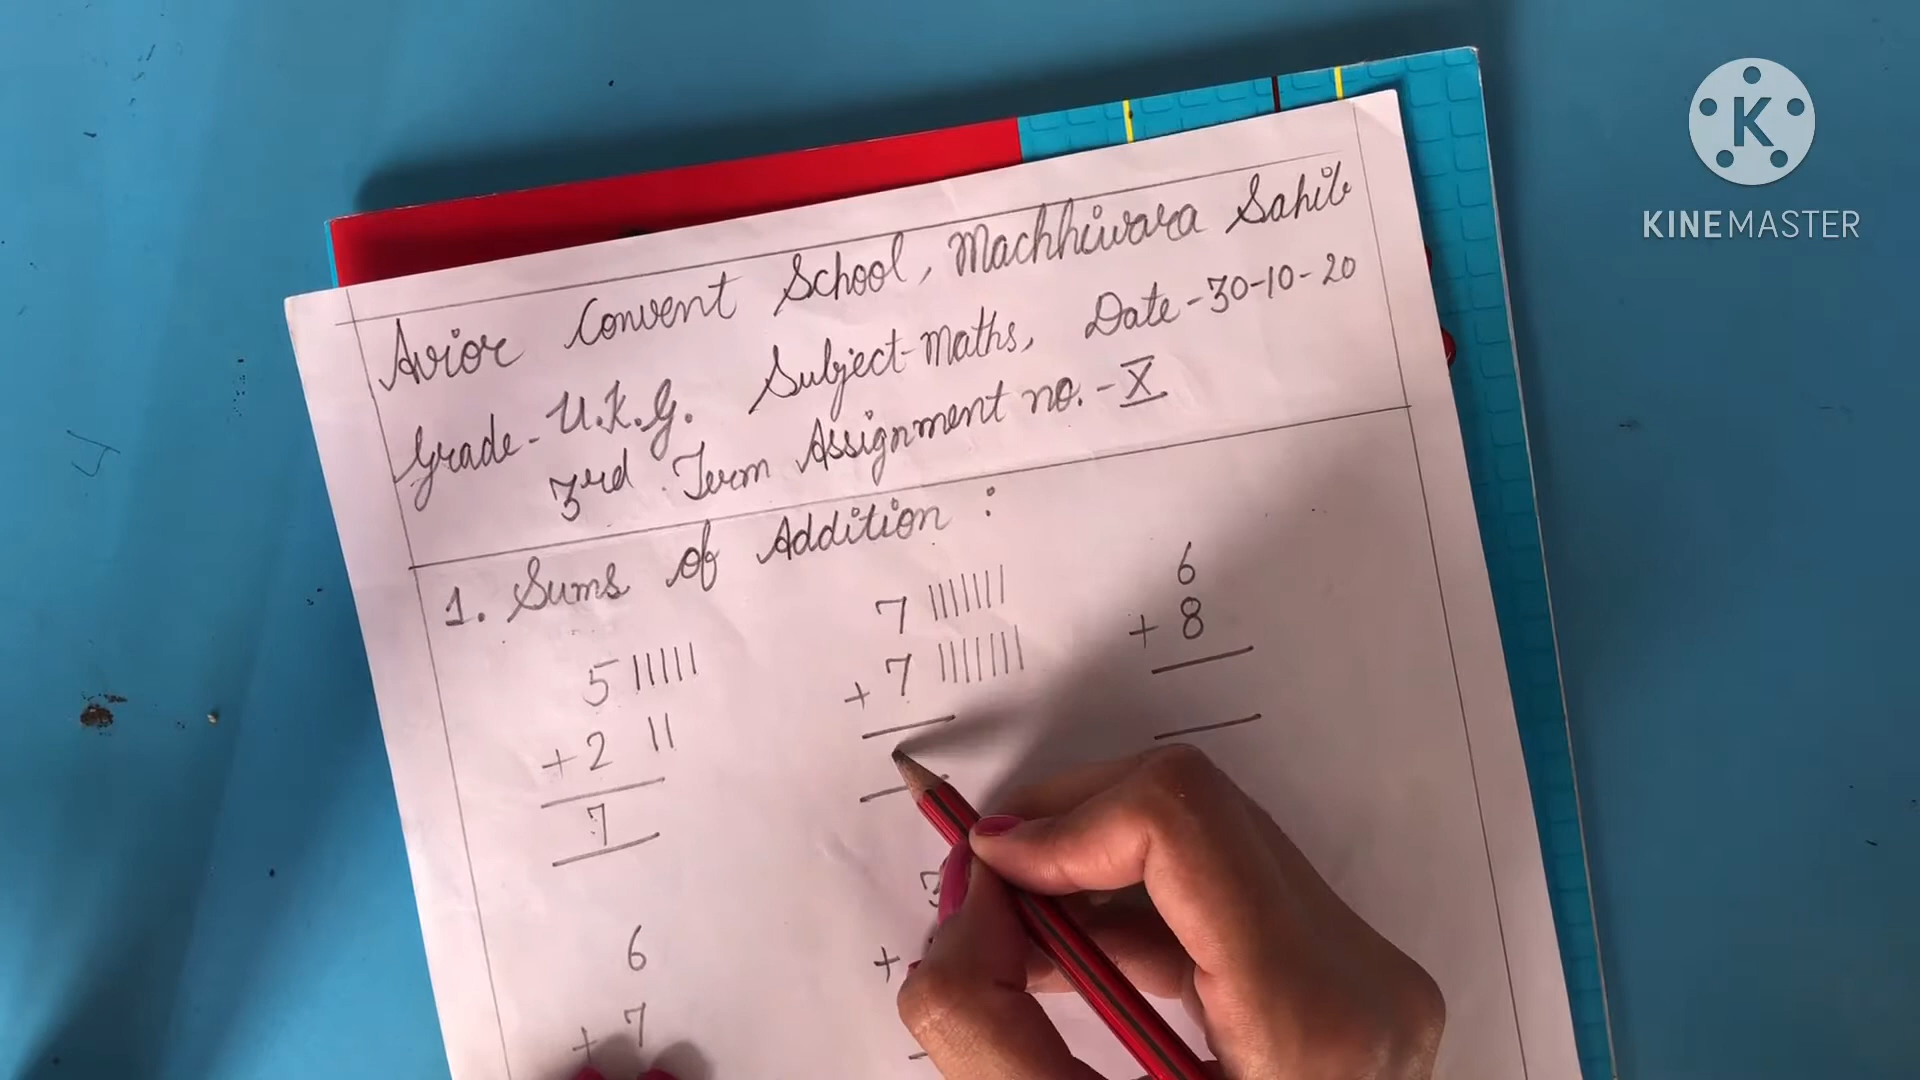 K
KINEMASTER
Avior Convent School, Machhiwara Sahib
Grade-U.K.G. Subject-Maths, Date-30-10-20
3rd Term Assignment no.-X
1. Sums of Addition :
5 7 6
+2 +7 +8
7
6 3
+7 +